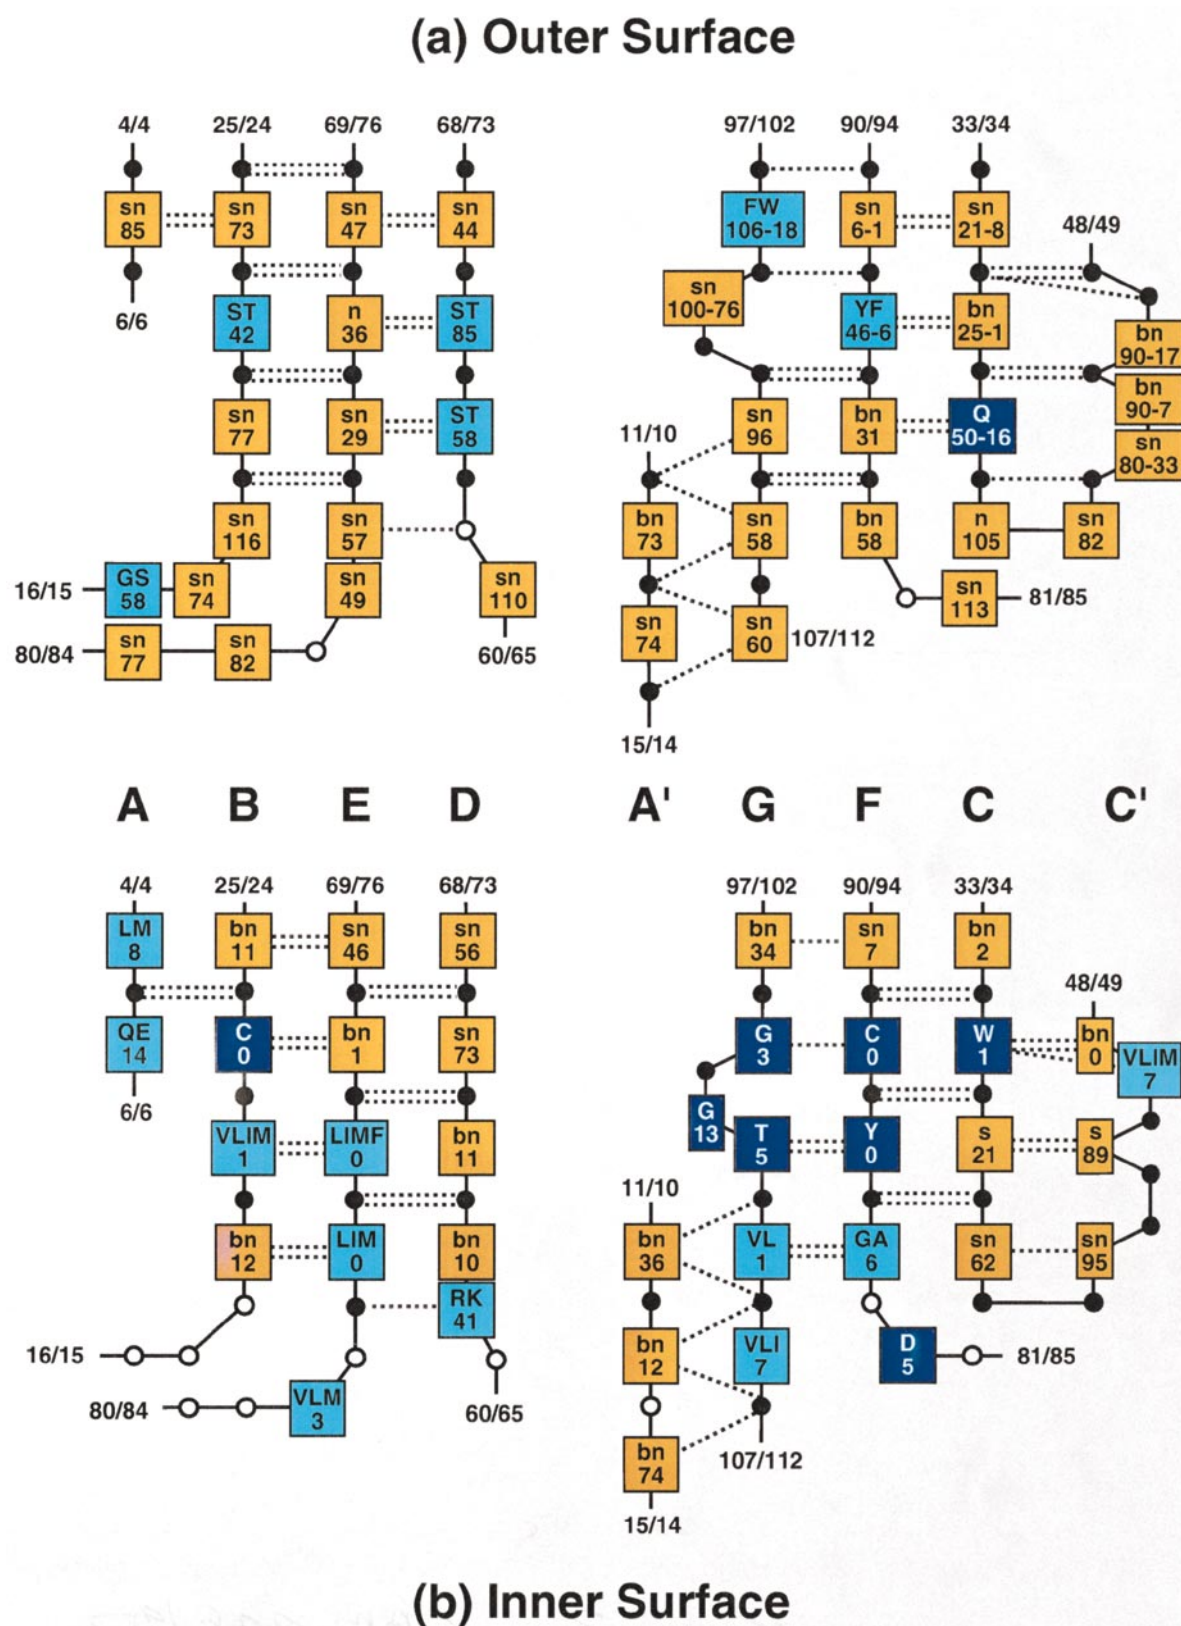 (a) Outer Surface
4/4 25/24 69/76 68/73 97/102 90/94 33/34
sn 85 sn 73 sn 47 sn 44 FW 106-18 sn 6-1 sn 21-8
48/49
6/6 ST 42 n 36 ST 85 sn 100-76 YF 46-6 bn 25-1 bn 90-17
bn 90-7
sn 77 sn 29 ST 58 11/10 sn 96 bn 31 Q 50-16 sn 80-33
sn 116 sn 57 bn 73 sn 58 bn 58 n 105 sn 82
16/15 GS 58 sn 74 sn 49 sn 110 sn 113 81/85
80/84 sn 77 sn 82 60/65 sn 74 sn 60 107/112
15/14
A B E D A' G F C C'
4/4 25/24 69/76 68/73 97/102 90/94 33/34
LM 8 bn 11 sn 46 sn 56 bn 34 sn 7 bn 2
48/49
QE 14 C 0 bn 1 sn 73 G 3 C 0 W 1 bn 0 VLIM 7
6/6
G 13
VLIM 1 LIMF 0 bn 11 T 5 Y 0 s 21 s 89
11/10
bn 12 LIM 0 bn 10 bn 36 VL 1 GA 6 sn 62 sn 95
RK 41
16/15 bn 12 VLI 7 D 5 81/85
80/84 VLM 3 60/65
bn 74 107/112
15/14
(b) Inner Surface